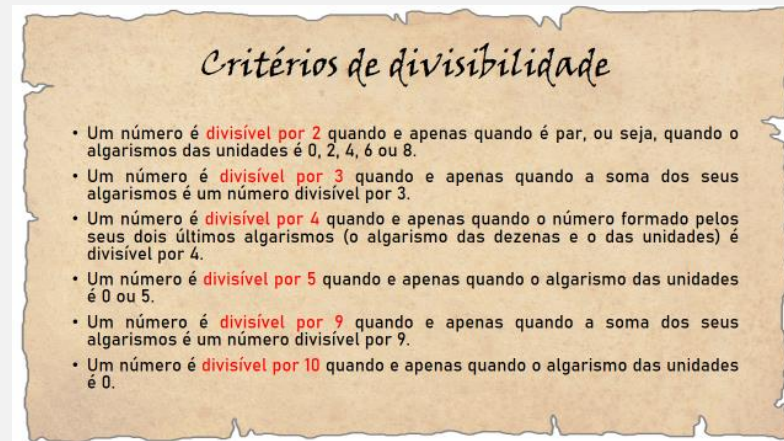 Critérios de divisibilidade
• Um número é divisível por 2 quando e apenas quando é par, ou seja, quando o
algarismos das unidades é 0, 2, 4, 6 ou 8.
• Um número é divisível por 3 quando e apenas quando a soma dos seus
algarismos é um número divisível por 3.
• Um número é divisível por 4 quando e apenas quando o número formado pelos
seus dois últimos algarismos (o algarismo das dezenas e o das unidades) é
divisível por 4.
• Um número é divisível por 5 quando e apenas quando o algarismo das unidades
é 0 ou 5.
• Um número é divisível por 9 quando e apenas quando a soma dos seus
algarismos é um número divisível por 9.
• Um número é divisível por 10 quando e apenas quando o algarismo das unidades
é 0.